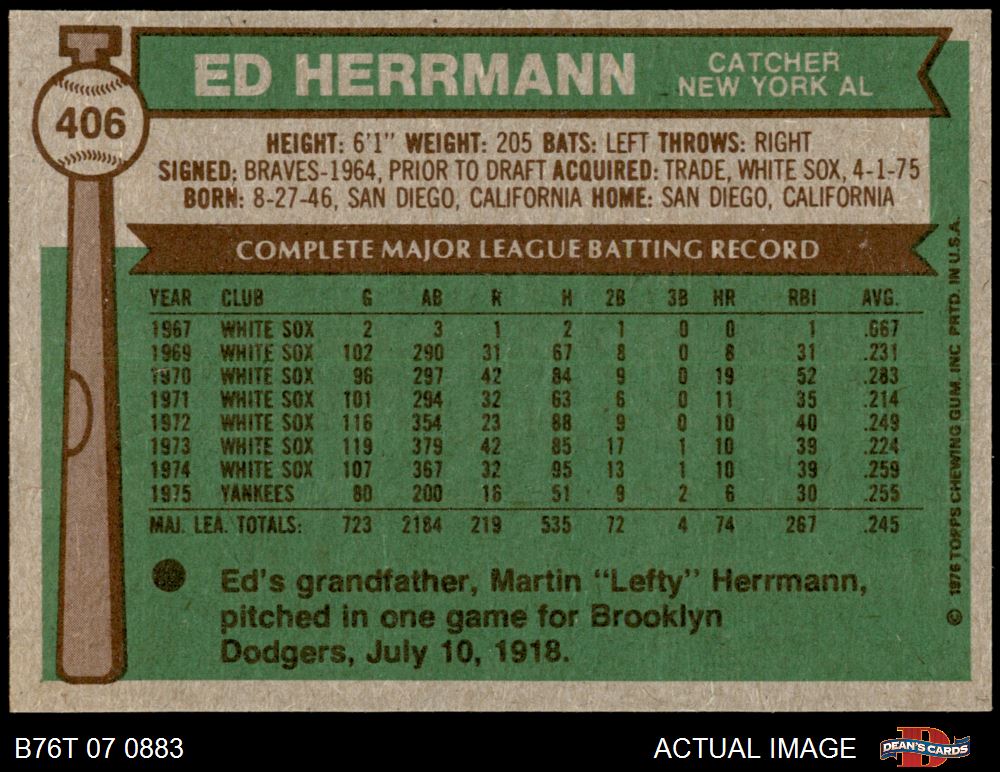 ED HERRMANN
CATCHER
NEW YORK AL
406
HEIGHT: 6'1" WEIGHT: 205 BATS: LEFT THROWS: RIGHT
SIGNED: BRAVES-1964, PRIOR TO DRAFT ACQUIRED: TRADE, WHITE SOX, 4-1-75
BORN: 8-27-46, SAN DIEGO, CALIFORNIA HOME: SAN DIEGO, CALIFORNIA
COMPLETE MAJOR LEAGUE BATTING RECORD
YEAR CLUB G AB R H 2B 3B HR RBI AVG.
1967 WHITE SOX 2 3 1 2 1 0 0 1 .667
1969 WHITE SOX 102 290 31 67 8 0 8 31 .231
1970 WHITE SOX 96 297 42 84 9 0 19 52 .283
1971 WHITE SOX 101 294 32 63 6 0 11 35 .214
1972 WHITE SOX 116 354 23 88 9 0 10 40 .249
1973 WHITE SOX 119 379 42 85 17 1 10 39 .224
1974 WHITE SOX 107 367 32 95 13 1 10 39 .259
1975 YANKEES 80 200 16 51 9 2 6 30 .255
MAJ. LEA. TOTALS: 723 2184 219 535 72 4 74 267 .245
Ed's grandfather, Martin "Lefty" Herrmann,
pitched in one game for Brooklyn
Dodgers, July 10, 1918.
© 1976 TOPPS CHEWING GUM. INC PRTD. IN U.S.A.
B76T 07 0883
ACTUAL IMAGE
DEAN'S CARDS